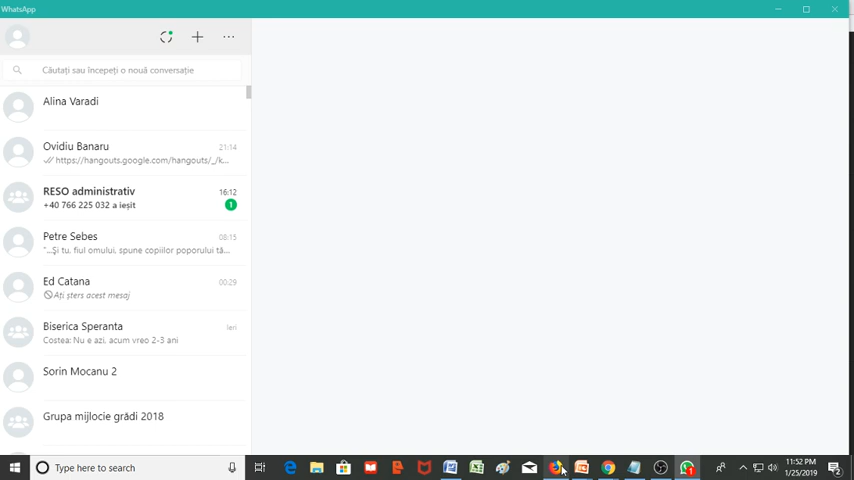 WhatsApp
Căutați sau începeți o nouă conversație
Alina Varadi
Ovidiu Banaru 21:14
https://hangouts.google.com/hangouts/_/k...
RESO administrativ 16:12
+40 766 225 032 a ieșit 1
Petre Sebes 08:15
"...Şi tu, fiul omului, spune copiilor poporului tă...
Ed Catana 00:29
Ați șters acest mesaj
Biserica Speranta Ieri
Costea: Nu e azi, acum vreo 2-3 ani
Sorin Mocanu 2
Grupa mijlocie grădi 2018
Type here to search
11:52 PM
1/25/2019
1
2